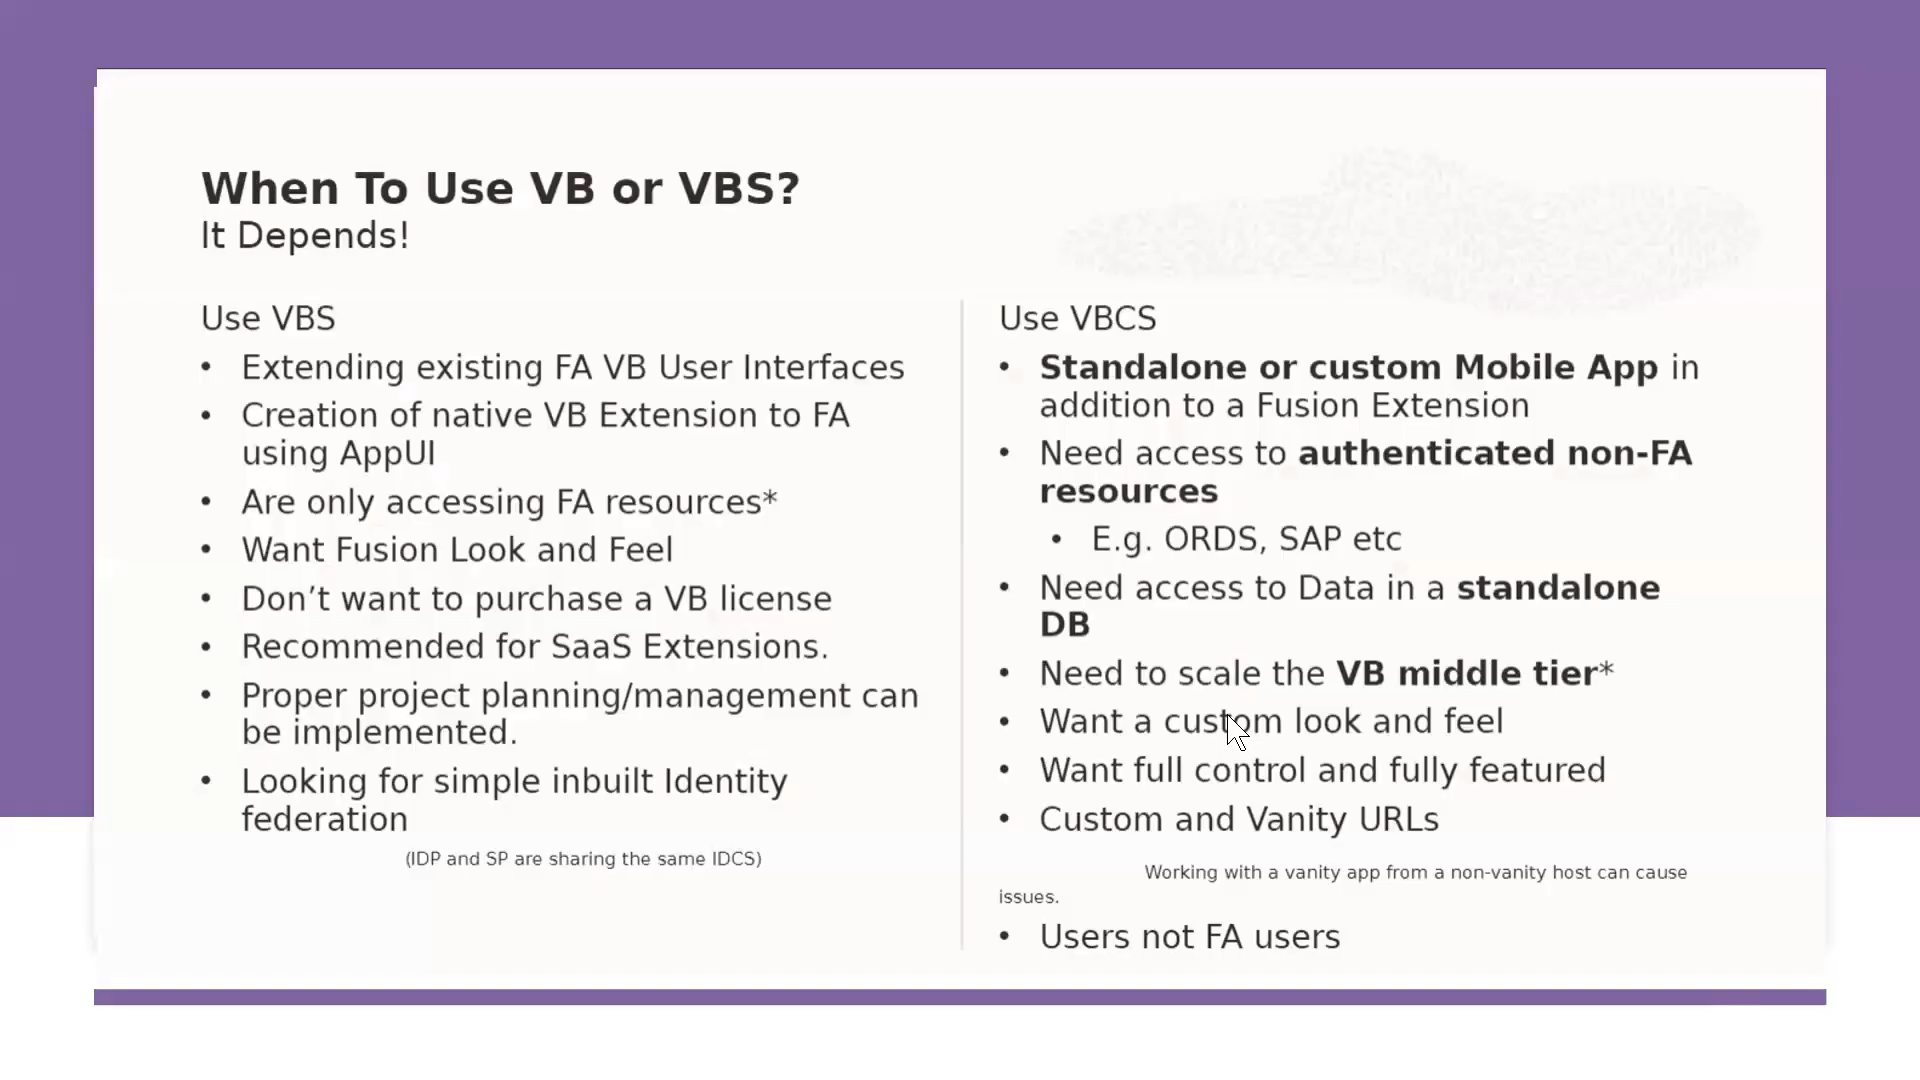 When To Use VB or VBS?
It Depends!
Use VBS
• Extending existing FA VB User Interfaces
• Creation of native VB Extension to FA
using AppUI
• Are only accessing FA resources*
• Want Fusion Look and Feel
• Don’t want to purchase a VB license
• Recommended for SaaS Extensions.
• Proper project planning/management can
be implemented.
• Looking for simple inbuilt Identity
federation
(IDP and SP are sharing the same IDCS)
Use VBCS
• Standalone or custom Mobile App in
addition to a Fusion Extension
• Need access to authenticated non-FA
resources
• E.g. ORDS, SAP etc
• Need access to Data in a standalone
DB
• Need to scale the VB middle tier*
• Want a custom look and feel
• Want full control and fully featured
• Custom and Vanity URLs
Working with a vanity app from a non-vanity host can cause
issues.
• Users not FA users